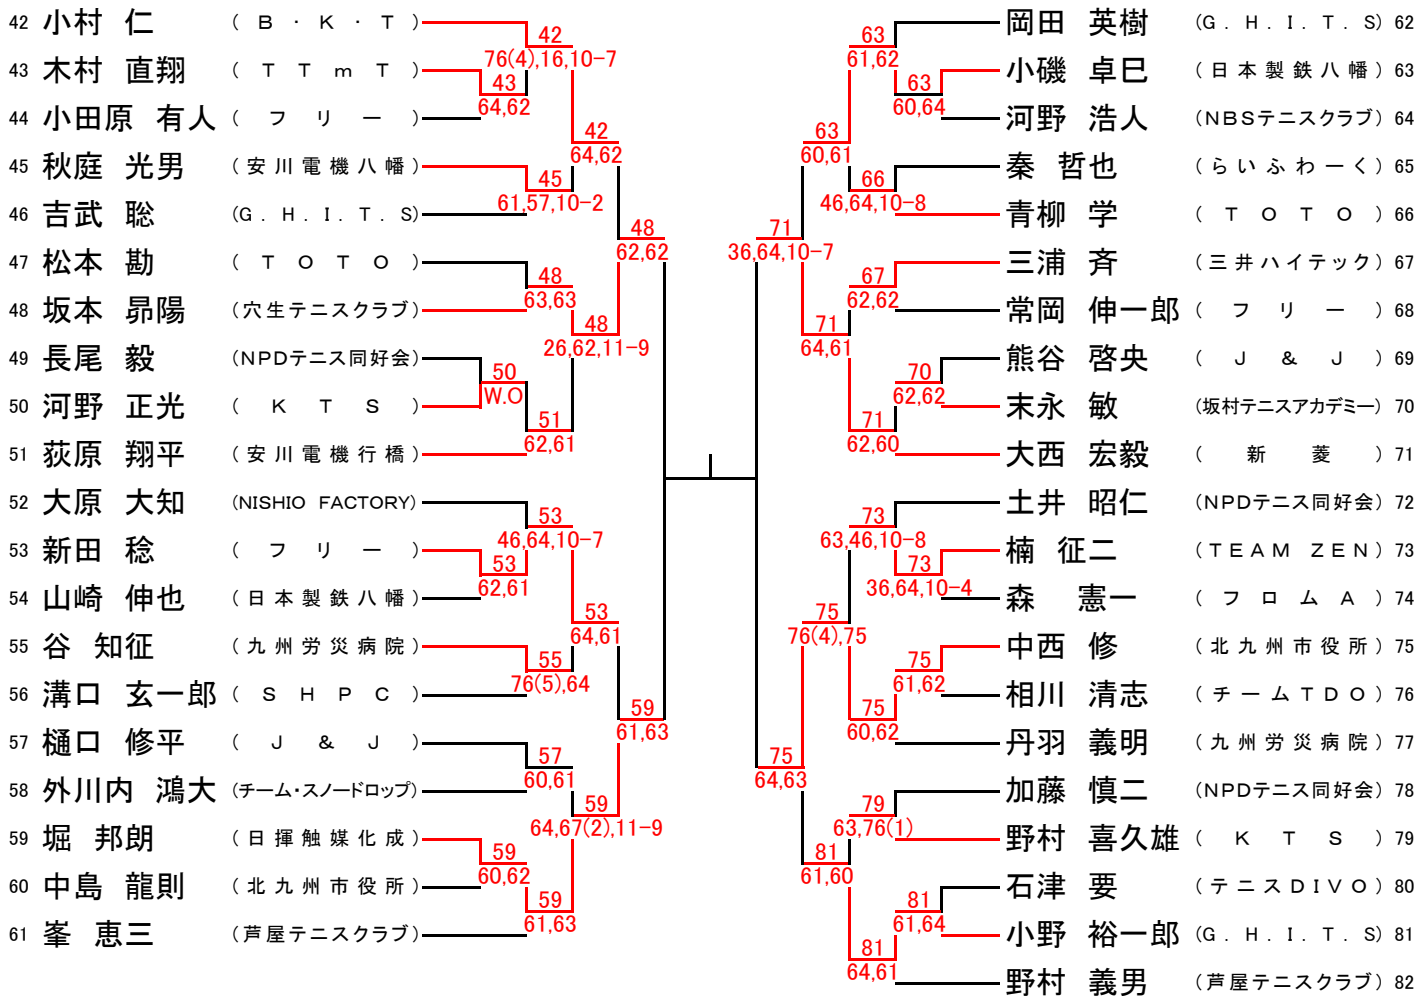 42 小村 仁 (B・K・T)
43 木村 直翔 (TTmT)
44 小田原 有人 (フリー)
45 秋庭 光男 (安川電機八幡)
46 吉武 聡 (G.H.I.T.S)
47 松本 勘 (TOTO)
48 坂本 昴陽 (穴生テニスクラブ)
49 長尾 毅 (NPDテニス同好会)
50 河野 正光 (KTS)
51 荻原 翔平 (安川電機行橋)
52 大原 大知 (NISHIO FACTORY)
53 新田 稔 (フリー)
54 山崎 伸也 (日本製鉄八幡)
55 谷 知征 (九州労災病院)
56 溝口 玄一郎 (SHPC)
57 樋口 修平 (J&J)
58 外川内 鴻大 (チーム・スノードロップ)
59 堀 邦朗 (日揮触媒化成)
60 中島 龍則 (北九州市役所)
61 峯 恵三 (芦屋テニスクラブ)
43
64,62
50
W.O
53
62,61
59
60,62
42
76(4),16,10-7
45
61,57,10-2
48
63,63
51
62,61
53
46,64,10-7
55
76(5),64
57
60,61
59
61,63
42
64,62
48
26,62,11-9
53
64,61
59
64,67(2),11-9
48
62,62
59
61,63
71
36,64,10-7
75
64,63
63
60,61
71
64,61
75
76(4),75
81
61,60
63
61,62
66
46,64,10-8
67
62,62
71
62,60
73
63,46,10-8
75
60,62
79
63,76(1)
81
64,61
63
60,64
70
62,62
73
36,64,10-4
75
61,62
81
61,64
岡田 英樹 (G.H.I.T.S) 62
小磯 卓巳 (日本製鉄八幡) 63
河野 浩人 (NBSテニスクラブ) 64
秦 哲也 (らいふわーく) 65
青柳 学 (TOTO) 66
三浦 斉 (三井ハイテック) 67
常岡 伸一郎 (フリー) 68
熊谷 啓央 (J&J) 69
末永 敏 (坂村テニスアカデミー) 70
大西 宏毅 (新菱) 71
土井 昭仁 (NPDテニス同好会) 72
楠 征二 (TEAM ZEN) 73
森 憲一 (フロムA) 74
中西 修 (北九州市役所) 75
相川 清志 (チームTDO) 76
丹羽 義明 (九州労災病院) 77
加藤 慎二 (NPDテニス同好会) 78
野村 喜久雄 (KTS) 79
石津 要 (テニスDIVO) 80
小野 裕一郎 (G.H.I.T.S) 81
野村 義男 (芦屋テニスクラブ) 82